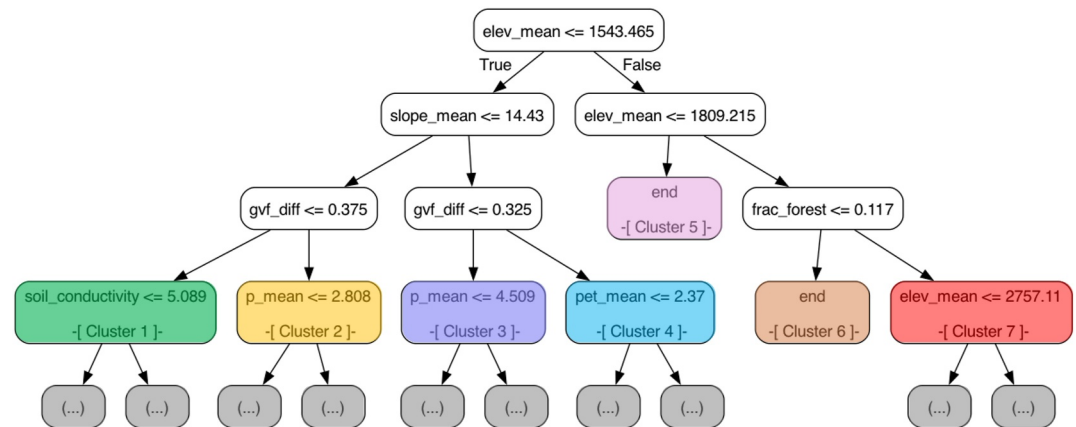 elev_mean <= 1543.465
True
False
slope_mean <= 14.43
elev_mean <= 1809.215
gvf_diff <= 0.375
gvf_diff <= 0.325
end
-[ Cluster 5 ]-
frac_forest <= 0.117
soil_conductivity <= 5.089
-[ Cluster 1 ]-
p_mean <= 2.808
-[ Cluster 2 ]-
p_mean <= 4.509
-[ Cluster 3 ]-
pet_mean <= 2.37
-[ Cluster 4 ]-
end
-[ Cluster 6 ]-
elev_mean <= 2757.11
-[ Cluster 7 ]-
(...)
(...)
(...)
(...)
(...)
(...)
(...)
(...)
(...)
(...)